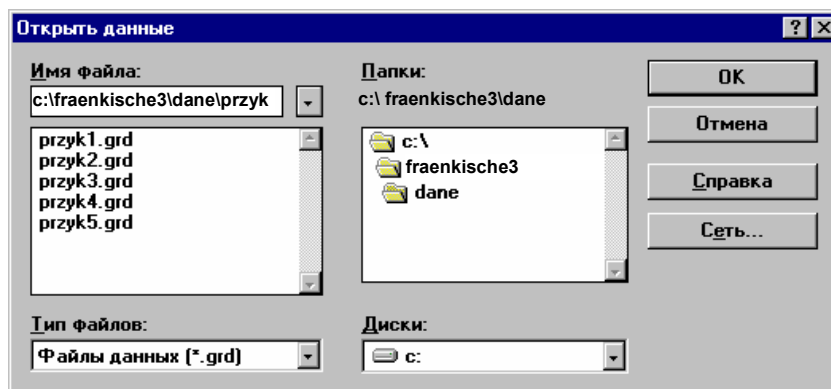 Открыть данные
Имя файла:
c:\fraenkische3\dane\przyk
przyk1.grd
przyk2.grd
przyk3.grd
przyk4.grd
przyk5.grd
Тип файлов:
Файлы данных (*.grd)
Папки:
c:\ fraenkische3\dane
c:\
fraenkische3
dane
Диски:
c:
OK
Отмена
Справка
Сеть...